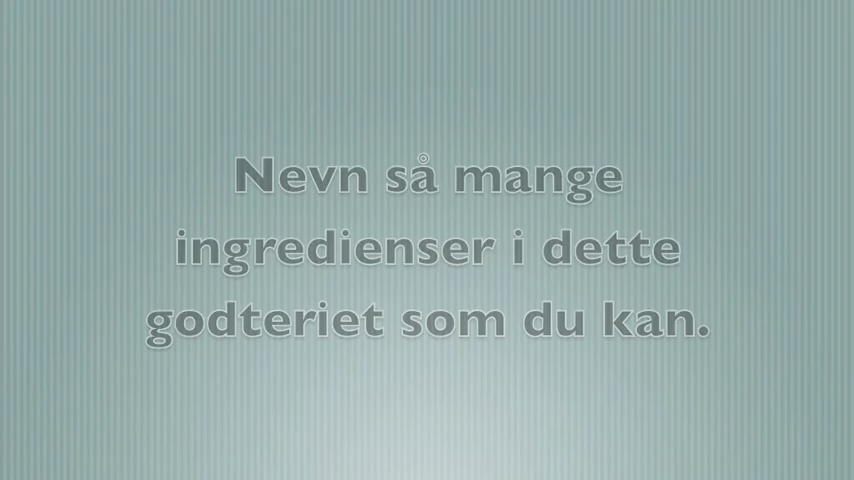 Nevn så mange
ingredienser i dette
godteriet som du kan.